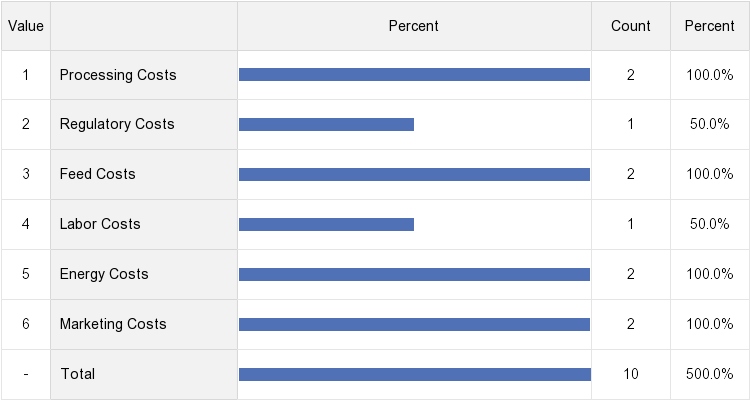 Value Percent Count Percent
1 Processing Costs 2 100.0%
2 Regulatory Costs 1 50.0%
3 Feed Costs 2 100.0%
4 Labor Costs 1 50.0%
5 Energy Costs 2 100.0%
6 Marketing Costs 2 100.0%
- Total 10 500.0%